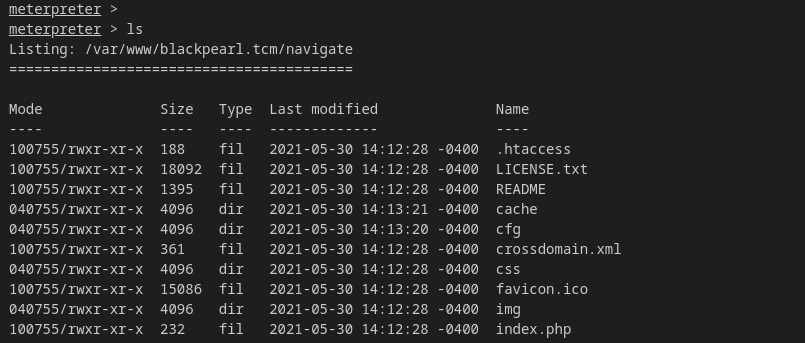 meterpreter >
meterpreter > ls
Listing: /var/www/blackpearl.tcm/navigate
=========================================
Mode Size Type Last modified Name
---- ---- ---- ------------- ----
100755/rwxr-xr-x 188 fil 2021-05-30 14:12:28 -0400 .htaccess
100755/rwxr-xr-x 18092 fil 2021-05-30 14:12:28 -0400 LICENSE.txt
100755/rwxr-xr-x 1395 fil 2021-05-30 14:12:28 -0400 README
040755/rwxr-xr-x 4096 dir 2021-05-30 14:13:21 -0400 cache
040755/rwxr-xr-x 4096 dir 2021-05-30 14:13:20 -0400 cfg
100755/rwxr-xr-x 361 fil 2021-05-30 14:12:28 -0400 crossdomain.xml
040755/rwxr-xr-x 4096 dir 2021-05-30 14:12:28 -0400 css
100755/rwxr-xr-x 15086 fil 2021-05-30 14:12:28 -0400 favicon.ico
040755/rwxr-xr-x 4096 dir 2021-05-30 14:12:28 -0400 img
100755/rwxr-xr-x 232 fil 2021-05-30 14:12:28 -0400 index.php